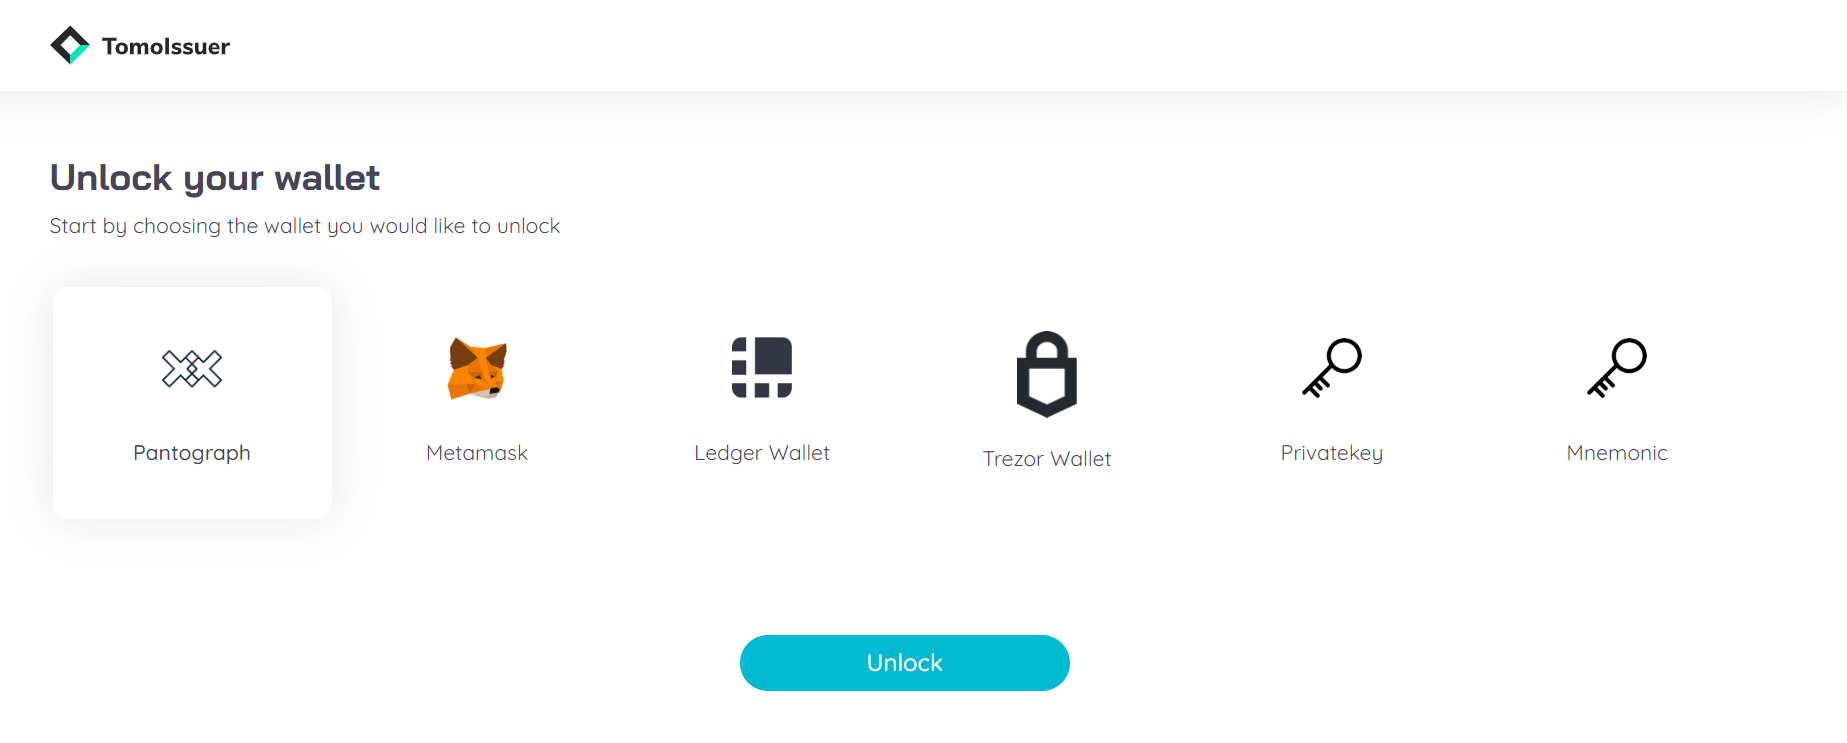 TomoIssuer
Unlock your wallet
Start by choosing the wallet you would like to unlock
Pantograph
Metamask
Ledger Wallet
Trezor Wallet
Privatekey
Mnemonic
Unlock